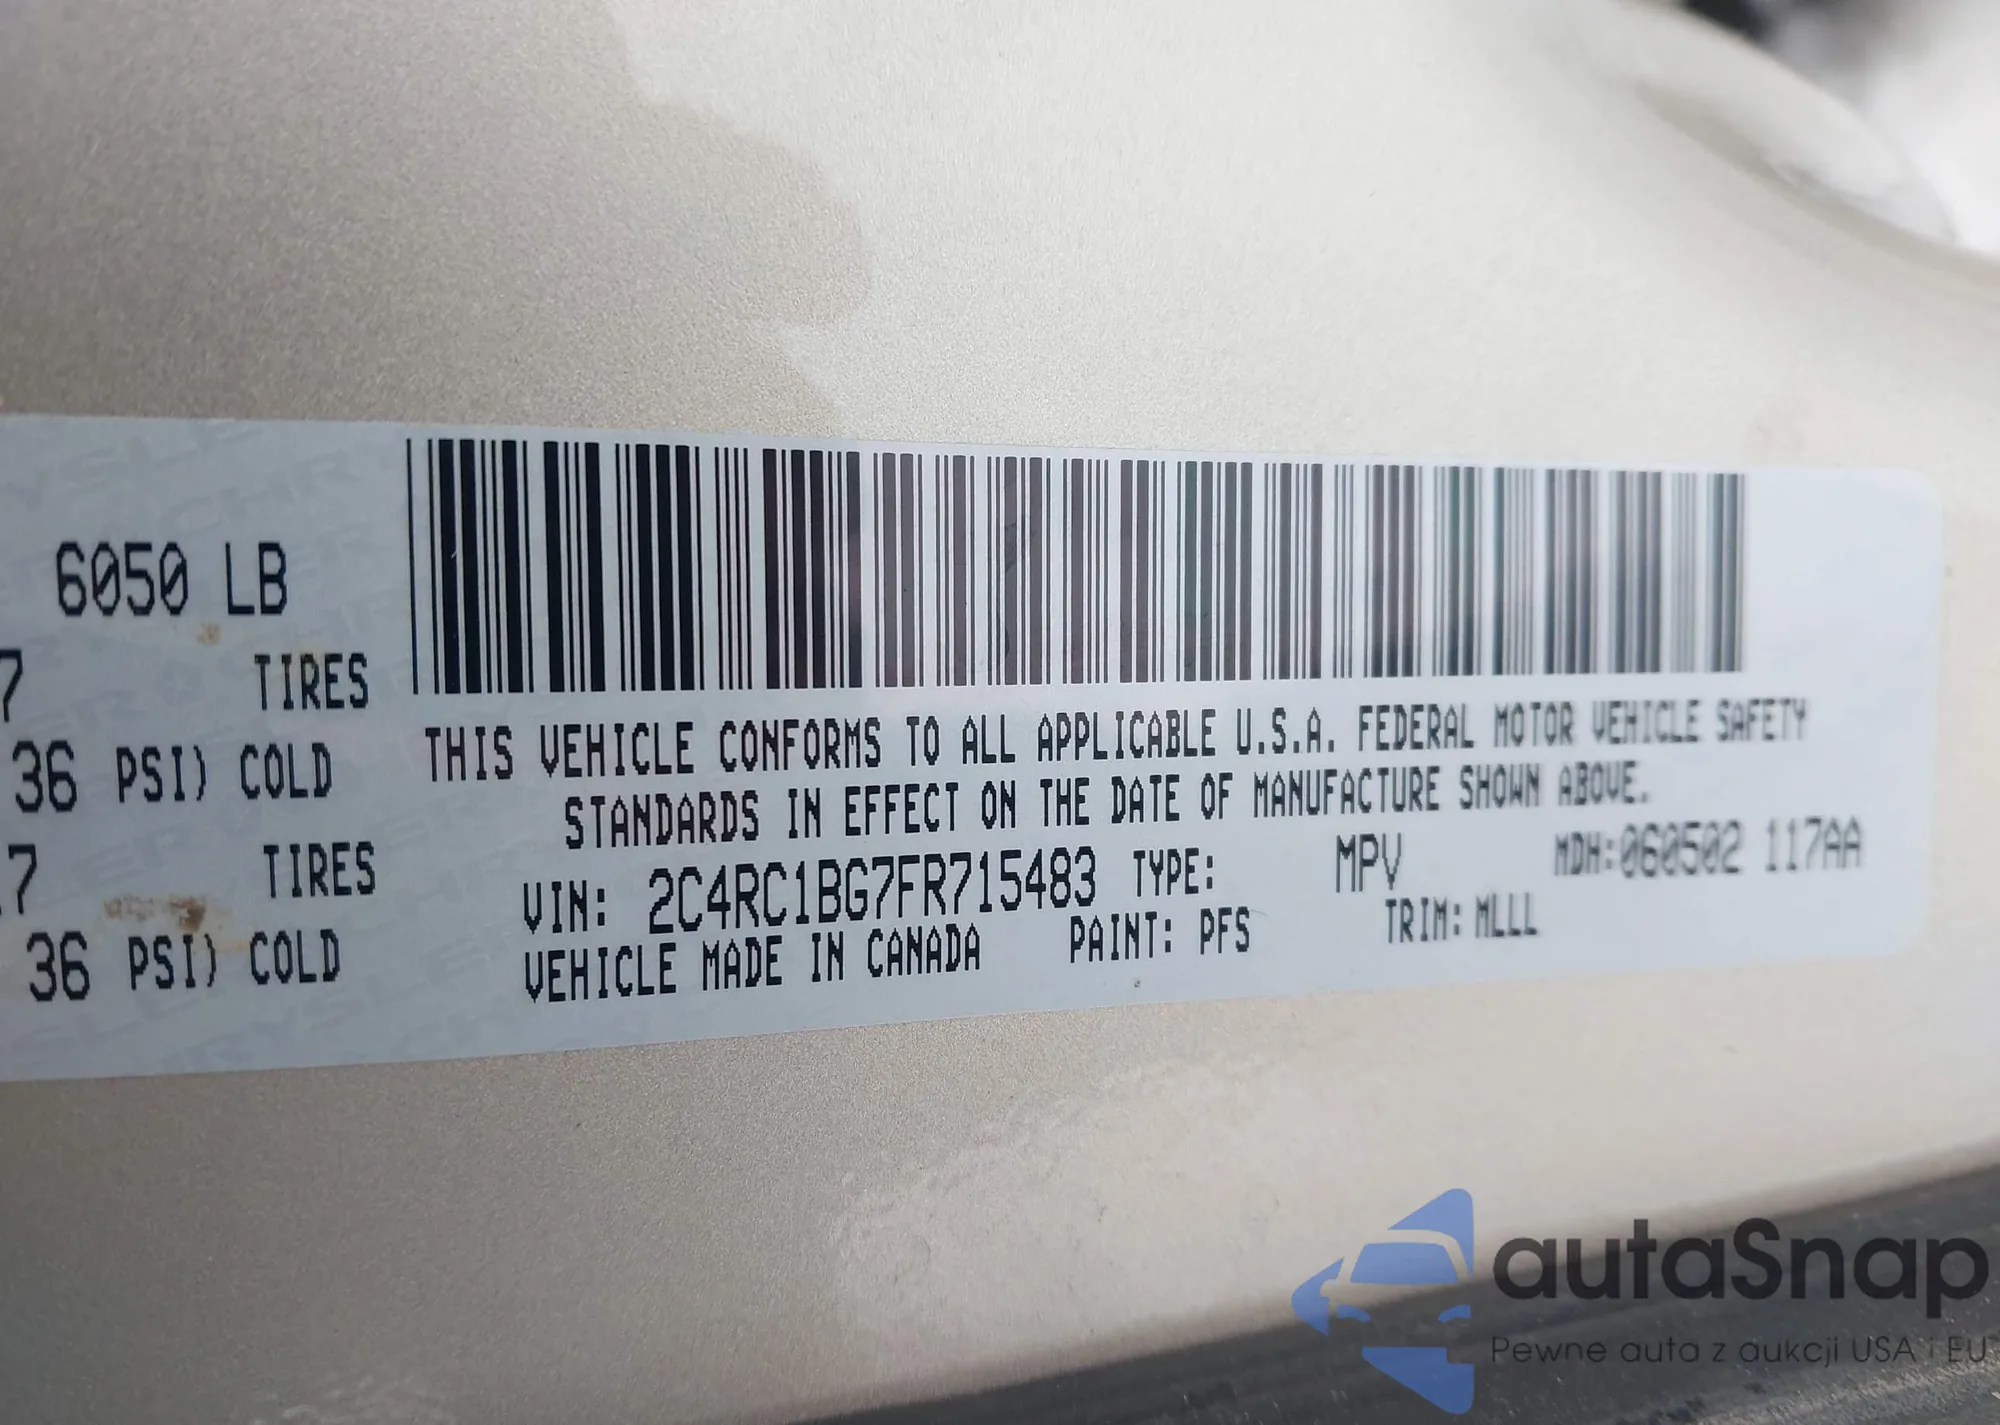 6050 LB
7 TIRES
36 PSI) COLD
7 TIRES
36 PSI) COLD
THIS VEHICLE CONFORMS TO ALL APPLICABLE U.S.A. FEDERAL MOTOR VEHICLE SAFETY
STANDARDS IN EFFECT ON THE DATE OF MANUFACTURE SHOWN ABOVE.
VIN: 2C4RC1BG7FR715483 TYPE: MPV MDH:060502 117AA
VEHICLE MADE IN CANADA PAINT: PFS TRIM: MLLL
autaSnap
Pewne auta z aukcji USA i EU